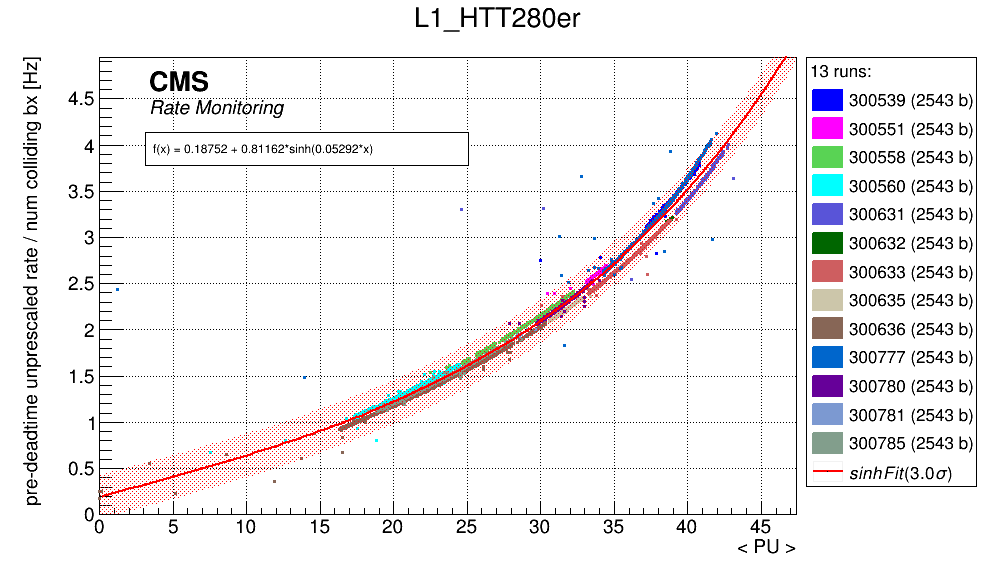 L1_HTT280er
pre-deadtime unprescaled rate / num colliding bx [Hz]
CMS
Rate Monitoring
f(x) = 0.18752 + 0.81162*sinh(0.05292*x)
4.5
4
3.5
3
2.5
2
1.5
1
0.5
0
0 5 10 15 20 25 30 35 40 45
< PU >
13 runs:
300539 (2543 b)
300551 (2543 b)
300558 (2543 b)
300560 (2543 b)
300631 (2543 b)
300632 (2543 b)
300633 (2543 b)
300635 (2543 b)
300636 (2543 b)
300777 (2543 b)
300780 (2543 b)
300781 (2543 b)
300785 (2543 b)
sinhFit(3.0σ)